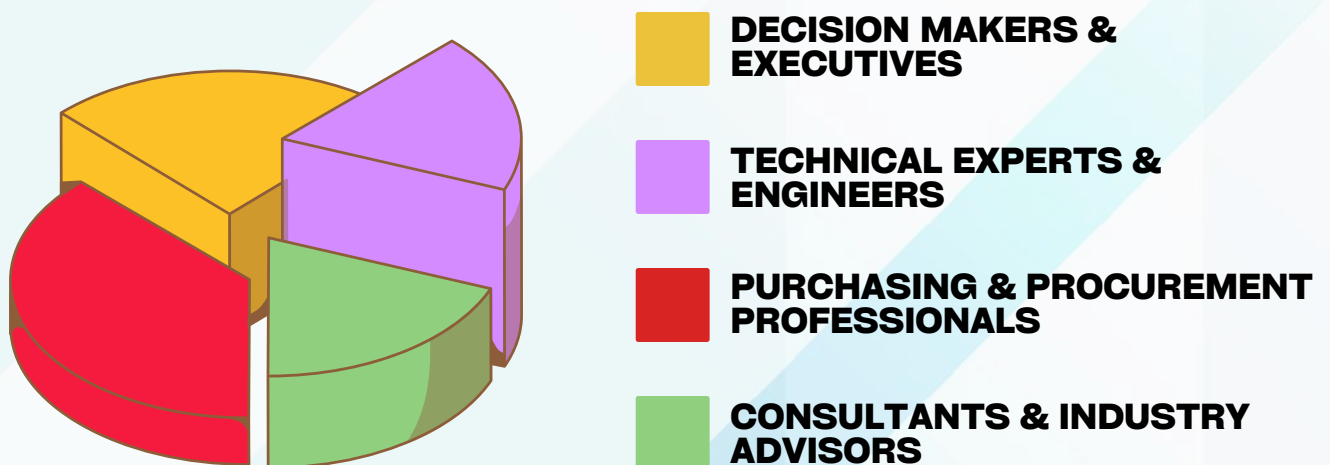 DECISION MAKERS &
EXECUTIVES
TECHNICAL EXPERTS &
ENGINEERS
PURCHASING & PROCUREMENT
PROFESSIONALS
CONSULTANTS & INDUSTRY
ADVISORS